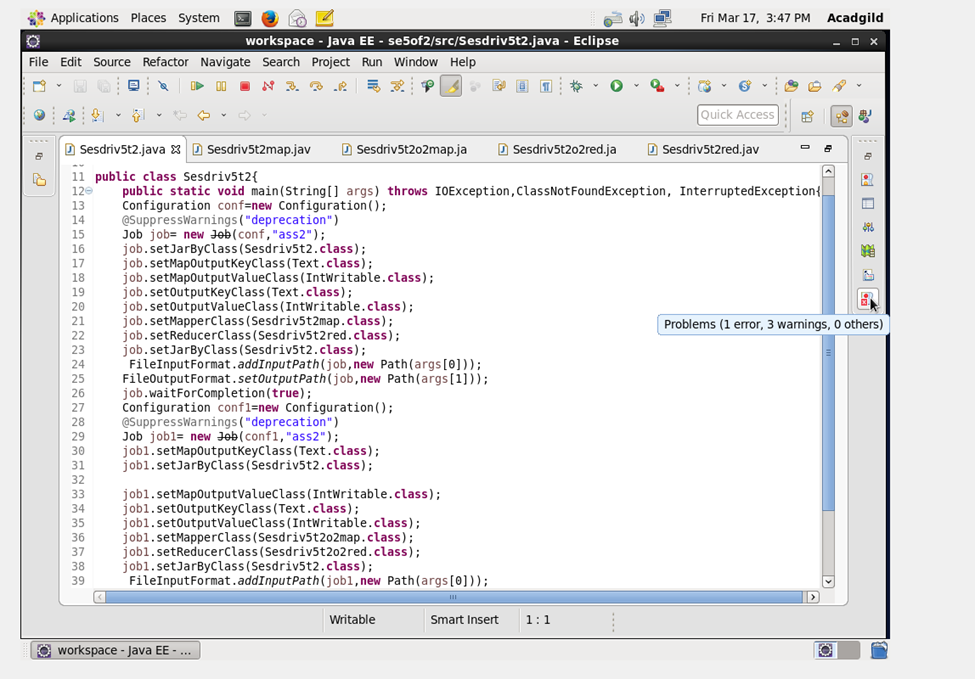 Applications Places System Fri Mar 17, 3:47 PM Acadgild
workspace - Java EE - se5of2/src/Sesdriv5t2.java - Eclipse
File Edit Source Refactor Navigate Search Project Run Window Help
Quick Access
Sesdriv5t2.java Sesdriv5t2map.jav Sesdriv5t2o2map.ja Sesdriv5t2o2red.ja Sesdriv5t2red.jav
10
11 public class Sesdriv5t2{
12 public static void main(String[] args) throws IOException,ClassNotFoundException, InterruptedException{
13 Configuration conf=new Configuration();
14 @SuppressWarnings("deprecation")
15 Job job= new Job(conf,"ass2");
16 job.setJarByClass(Sesdriv5t2.class);
17 job.setMapOutputKeyClass(Text.class);
18 job.setMapOutputValueClass(IntWritable.class);
19 job.setOutputKeyClass(Text.class);
20 job.setOutputValueClass(IntWritable.class);
21 job.setMapperClass(Sesdriv5t2map.class);
22 job.setReducerClass(Sesdriv5t2red.class);
23 job.setJarByClass(Sesdriv5t2.class);
24 FileInputFormat.addInputPath(job,new Path(args[0]));
25 FileOutputFormat.setOutputPath(job,new Path(args[1]));
26 job.waitForCompletion(true);
27 Configuration conf1=new Configuration();
28 @SuppressWarnings("deprecation")
29 Job job1= new Job(conf1,"ass2");
30 job1.setMapOutputKeyClass(Text.class);
31 job1.setJarByClass(Sesdriv5t2.class);
32
33 job1.setMapOutputValueClass(IntWritable.class);
34 job1.setOutputKeyClass(Text.class);
35 job1.setOutputValueClass(IntWritable.class);
36 job1.setMapperClass(Sesdriv5t2o2map.class);
37 job1.setReducerClass(Sesdriv5t2o2red.class);
38 job1.setJarByClass(Sesdriv5t2.class);
39 FileInputFormat.addInputPath(job1,new Path(args[0]));
Problems (1 error, 3 warnings, 0 others)
Writable Smart Insert 1 : 1
workspace - Java EE - ...